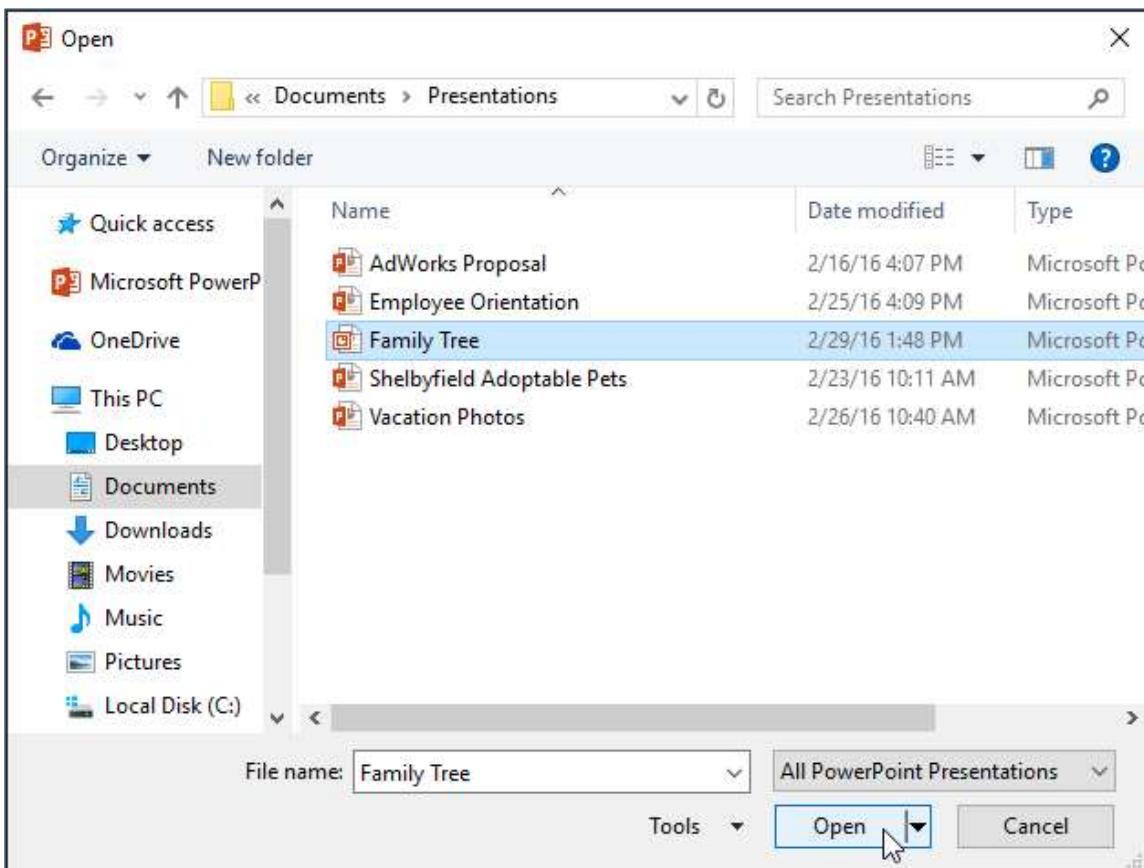 Open
« Documents > Presentations
Search Presentations
Organize
New folder
Name
Date modified
Type
Quick access
Microsoft PowerP
OneDrive
This PC
Desktop
Documents
Downloads
Movies
Music
Pictures
Local Disk (C:)
AdWorks Proposal 2/16/16 4:07 PM Microsoft Po
Employee Orientation 2/25/16 4:09 PM Microsoft Po
Family Tree 2/29/16 1:48 PM Microsoft Po
Shelbyfield Adoptable Pets 2/23/16 10:11 AM Microsoft Po
Vacation Photos 2/26/16 10:40 AM Microsoft Po
File name: Family Tree
All PowerPoint Presentations
Tools
Open
Cancel